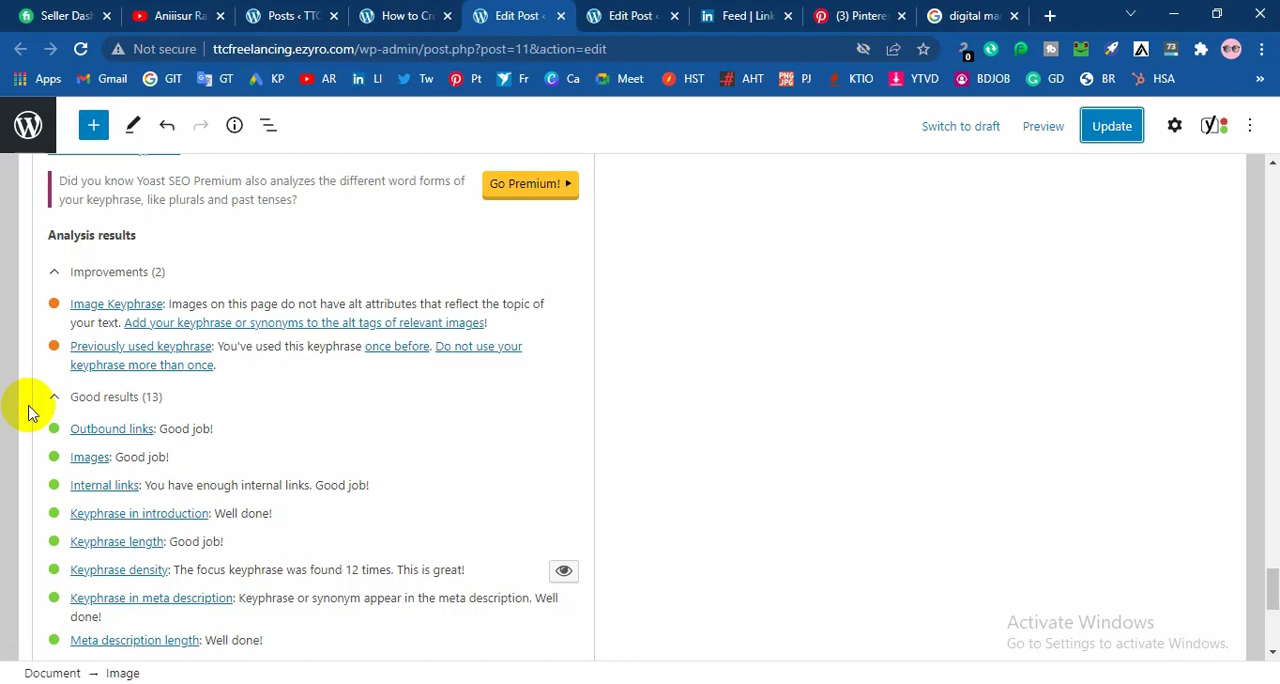 Seller Das
Aniiisur Ra
Posts ‹ TTC
How to Cr
Edit Post ‹
Edit Post ‹
Feed | Link
(3) Pinteres
digital mar
Not secure
ttcfreelancing.ezyro.com/wp-admin/post.php?post=11&action=edit
0
73
Apps
Gmail
GIT
GT
KP
AR
LI
Tw
Pt
Fr
Ca
Meet
HST
AHT
PJ
KTIO
YTVD
BDJOB
GD
BR
HSA
»
Switch to draft
Preview
Update
Did you know Yoast SEO Premium also analyzes the different word forms of
your keyphrase, like plurals and past tenses?
Go Premium!
Analysis results
Improvements (2)
Image Keyphrase: Images on this page do not have alt attributes that reflect the topic of
your text. Add your keyphrase or synonyms to the alt tags of relevant images!
Previously used keyphrase: You've used this keyphrase once before. Do not use your
keyphrase more than once.
Good results (13)
Outbound links: Good job!
Images: Good job!
Internal links: You have enough internal links. Good job!
Keyphrase in introduction: Well done!
Keyphrase length: Good job!
Keyphrase density: The focus keyphrase was found 12 times. This is great!
Keyphrase in meta description: Keyphrase or synonym appear in the meta description. Well
done!
Meta description length: Well done!
Activate Windows
Go to Settings to activate Windows.
Document → Image